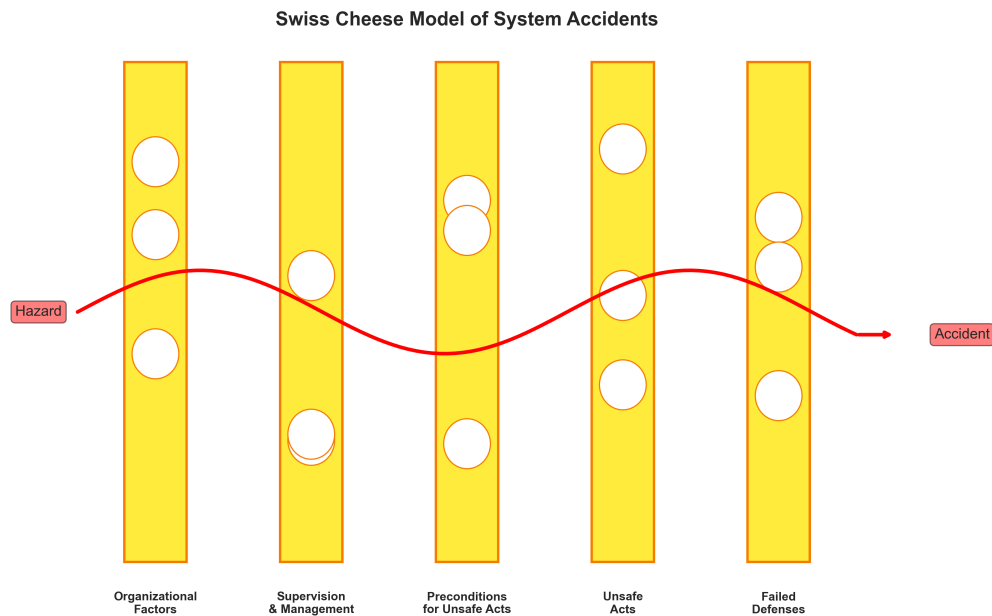 Swiss Cheese Model of System Accidents
Hazard
Accident
Organizational
Factors
Supervision
& Management
Preconditions
for Unsafe Acts
Unsafe
Acts
Failed
Defenses